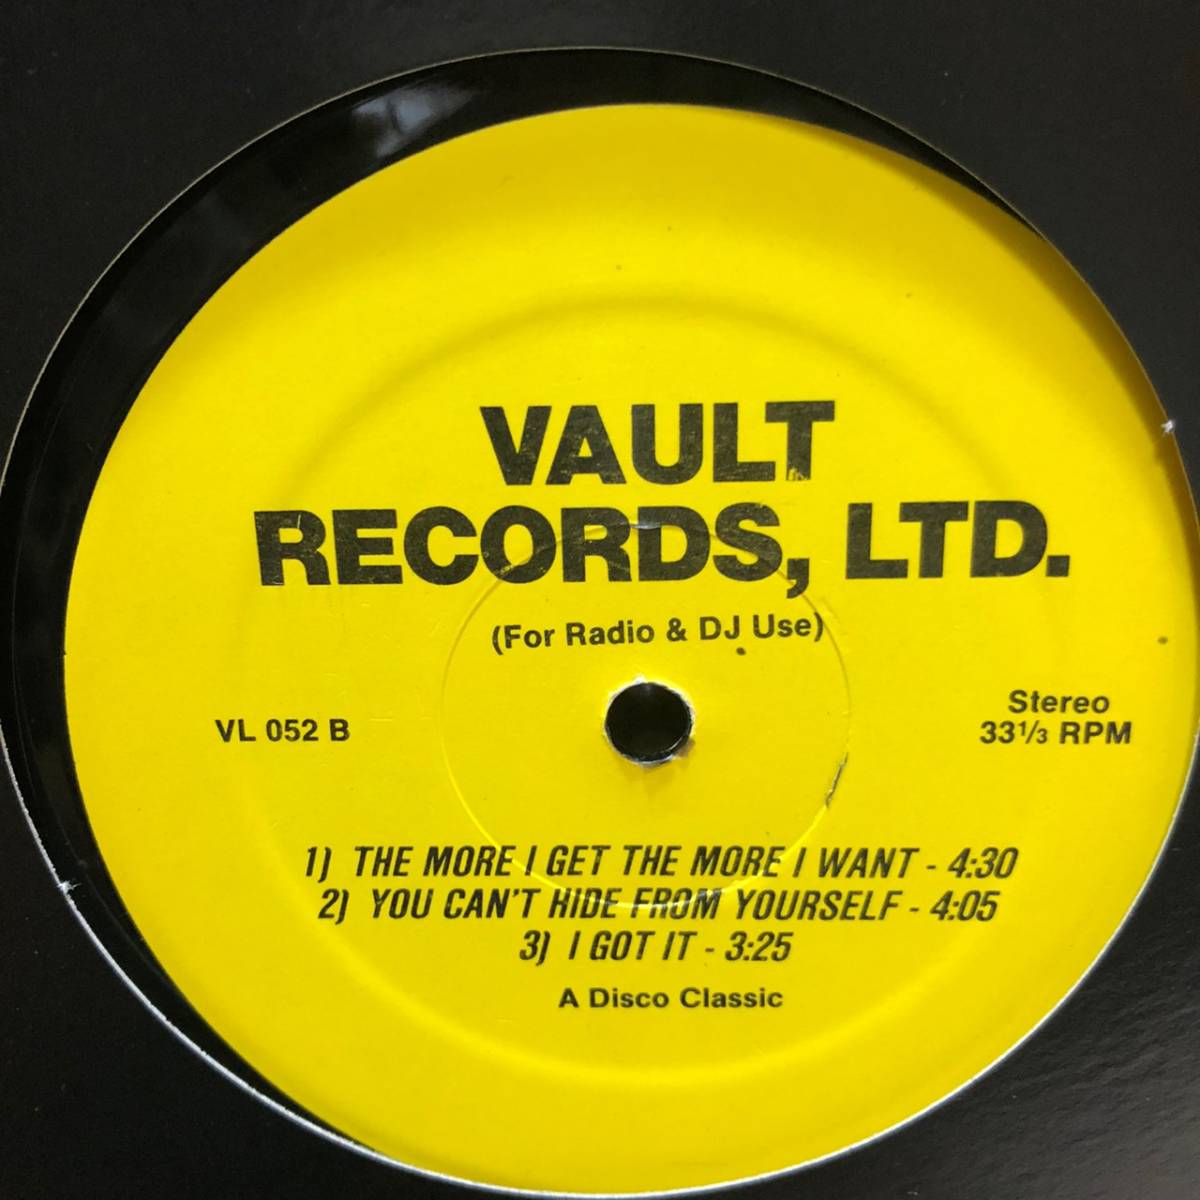 VAULT
RECORDS, LTD.
(For Radio & DJ Use)
VL 052 B
Stereo
33⅓ RPM
1) THE MORE I GET THE MORE I WANT - 4:30
2) YOU CAN'T HIDE FROM YOURSELF - 4:05
3) I GOT IT - 3:25
A Disco Classic